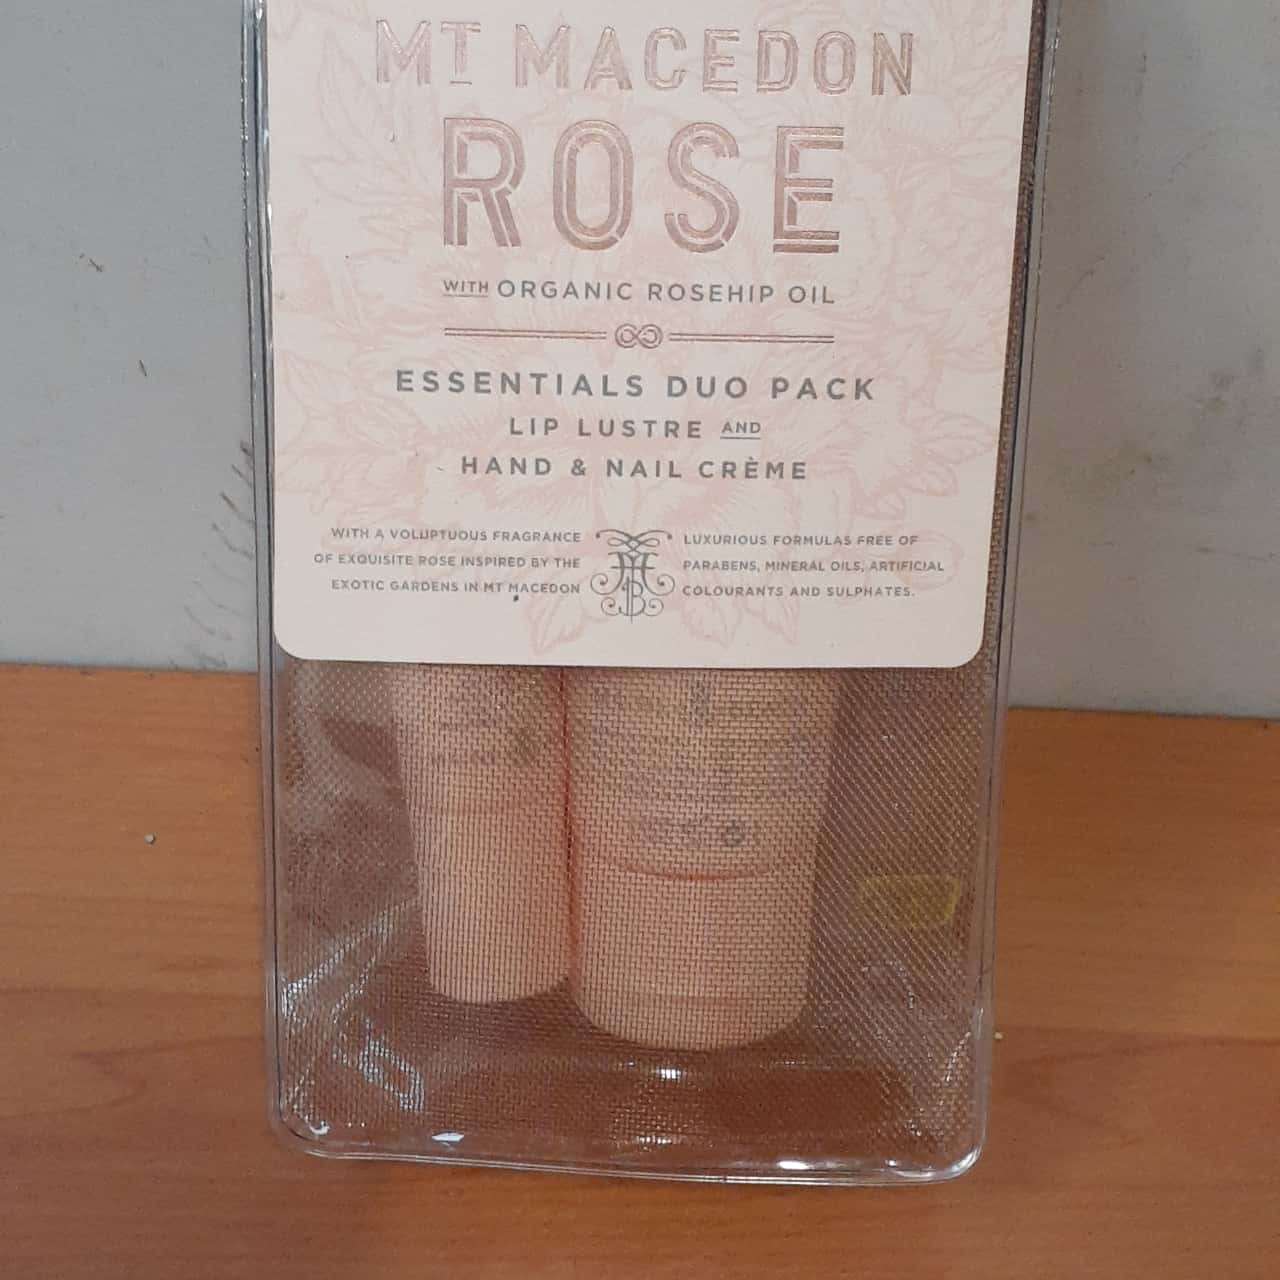 MT MACEDON
ROSE
WITH ORGANIC ROSEHIP OIL
ESSENTIALS DUO PACK
LIP LUSTRE AND
HAND & NAIL CRÈME
WITH A VOLUPTUOUS FRAGRANCE
OF EXQUISITE ROSE INSPIRED BY THE
EXOTIC GARDENS IN MT MACEDON
LUXURIOUS FORMULAS FREE OF
PARABENS, MINERAL OILS, ARTIFICIAL
COLOURANTS AND SULPHATES.